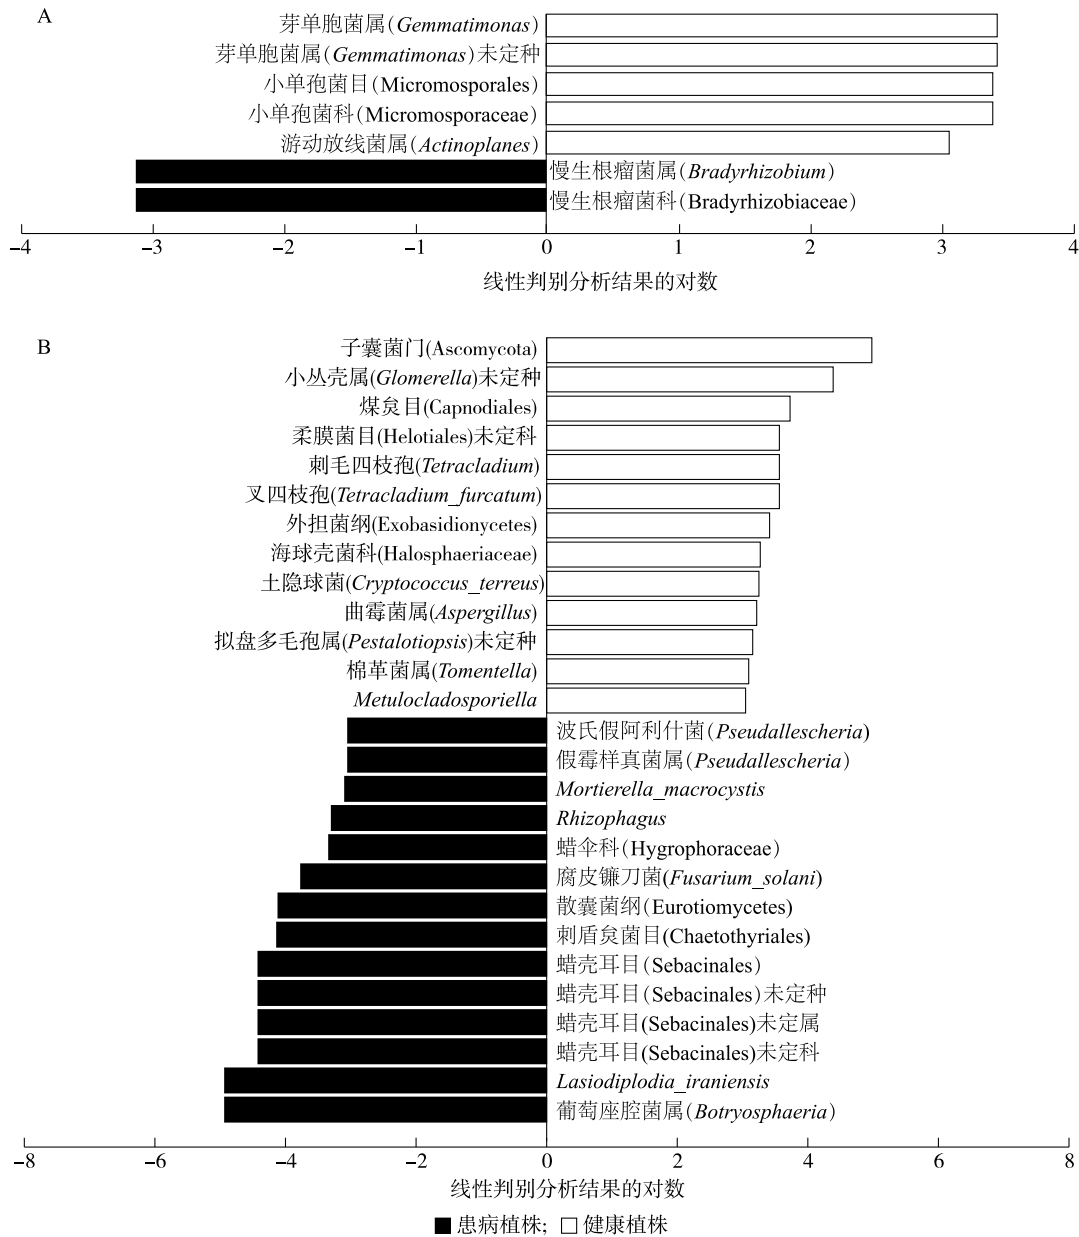 A
芽单胞菌属(Gemmatimonas)
芽单胞菌属(Gemmatimonas)未定种
小单孢菌目(Micromosporales)
小单孢菌科(Micromosporaceae)
游动放线菌属(Actinoplanes)
慢生根瘤菌属(Bradyrhizobium)
慢生根瘤菌科(Bradyrhizobiaceae)
−4 −3 −2 −1 0 1 2 3 4
线性判别分析结果的对数
B
子囊菌门(Ascomycota)
小丛壳属(Glomerella)未定种
煤炱目(Capnodiales)
柔膜菌目(Helotiales)未定科
刺毛四枝孢(Tetracladium)
叉四枝孢(Tetracladium_furcatum)
外担菌纲(Exobasidionycetes)
海球壳菌科(Halosphaeriaceae)
土隐球菌(Cryptococcus_terreus)
曲霉菌属(Aspergillus)
拟盘多毛孢属(Pestalotiopsis)未定种
棉革菌属(Tomentella)
Metulocladosporiella
波氏假阿利什菌(Pseudallescheria)
假霉样真菌属(Pseudallescheria)
Mortierella_macrocystis
Rhizophagus
蜡伞科(Hygrophoraceae)
腐皮镰刀菌(Fusarium_solani)
散囊菌纲(Eurotiomycetes)
刺盾炱菌目(Chaetothyriales)
蜡壳耳目(Sebacinales)
蜡壳耳目(Sebacinales)未定种
蜡壳耳目(Sebacinales)未定属
蜡壳耳目(Sebacinales)未定科
Lasiodiplodia_iraniensis
葡萄座腔菌属(Botryosphaeria)
−8 −6 −4 −2 0 2 4 6 8
线性判别分析结果的对数
患病植株; 健康植株